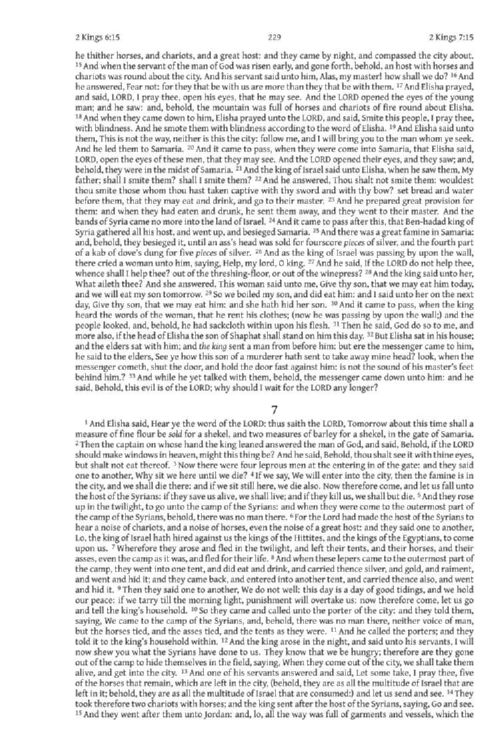 2 Kings 6:15 229 2 Kings 7:15
he thither horses, and chariots, and a great host: and they came by night, and compassed the city about.
15 And when the servant of the man of God was risen early, and gone forth, behold, an host with horses and
chariots was round about the city. And his servant said unto him, Alas, my master! how shall we do? 16 And
he answered, Fear not: for they that be with us are more than they that be with them. 17 And Elisha prayed,
and said, LORD, I pray thee, open his eyes, that he may see. And the LORD opened the eyes of the young
man; and he saw: and, behold, the mountain was full of horses and chariots of fire round about Elisha.
18 And when they came down to him, Elisha prayed unto the LORD, and said, Smite this people, I pray thee,
with blindness. And he smote them with blindness according to the word of Elisha. 19 And Elisha said unto
them, This is not the way, neither is this the city: follow me, and I will bring you to the man whom ye seek.
And he led them to Samaria. 20 And it came to pass, when they were come into Samaria, that Elisha said,
LORD, open the eyes of these men, that they may see. And the LORD opened their eyes, and they saw; and,
behold, they were in the midst of Samaria. 21 And the king of Israel said unto Elisha, when he saw them, My
father, shall I smite them? shall I smite them? 22 And he answered, Thou shalt not smite them: wouldest
thou smite those whom thou hast taken captive with thy sword and with thy bow? set bread and water
before them, that they may eat and drink, and go to their master. 23 And he prepared great provision for
them: and when they had eaten and drunk, he sent them away, and they went to their master. And the
bands of Syria came no more into the land of Israel. 24 And it came to pass after this, that Ben-hadad king of
Syria gathered all his host, and went up, and besieged Samaria. 25 And there was a great famine in Samaria:
and, behold, they besieged it, until an ass's head was sold for fourscore pieces of silver, and the fourth part
of a kab of dove's dung for five pieces of silver. 26 And as the king of Israel was passing by upon the wall,
there cried a woman unto him, saying, Help, my lord, O king. 27 And he said, If the LORD do not help thee,
whence shall I help thee? out of the threshing-floor, or out of the winepress? 28 And the king said unto her,
What aileth thee? And she answered, This woman said unto me, Give thy son, that we may eat him today,
and we will eat my son tomorrow. 29 So we boiled my son, and did eat him: and I said unto her on the next
day, Give thy son, that we may eat him: and she hath hid her son. 30 And it came to pass, when the king
heard the words of the woman, that he rent his clothes; (now he was passing by upon the wall;) and the
people looked, and, behold, he had sackcloth within upon his flesh. 31 Then he said, God do so to me, and
more also, if the head of Elisha the son of Shaphat shall stand on him this day. 32 But Elisha sat in his house;
and the elders sat with him; and the king sent a man from before him: but ere the messenger came to him,
he said to the elders, See ye how this son of a murderer hath sent to take away mine head? look, when the
messenger cometh, shut the door, and hold the door fast against him: is not the sound of his master's feet
behind him.? 33 And while he yet talked with them, behold, the messenger came down unto him: and he
said, Behold, this evil is of the LORD; why should I wait for the LORD any longer?
7
1 And Elisha said, Hear ye the word of the LORD: thus saith the LORD, Tomorrow about this time shall a
measure of fine flour be sold for a shekel, and two measures of barley for a shekel, in the gate of Samaria.
2 Then the captain on whose hand the king leaned answered the man of God, and said, Behold, if the LORD
should make windows in heaven, might this thing be? And he said, Behold, thou shalt see it with thine eyes,
but shalt not eat thereof. 3 Now there were four leprous men at the entering in of the gate: and they said
one to another, Why sit we here until we die? 4 If we say, We will enter into the city, then the famine is in
the city, and we shall die there: and if we sit still here, we die also. Now therefore come, and let us fall unto
the host of the Syrians: if they save us alive, we shall live; and if they kill us, we shall but die. 5 And they rose
up in the twilight, to go unto the camp of the Syrians: and when they were come to the outermost part of
the camp of the Syrians, behold, there was no man there. 6 For the Lord had made the host of the Syrians to
hear a noise of chariots, and a noise of horses, even the noise of a great host: and they said one to another,
Lo, the king of Israel hath hired against us the kings of the Hittites, and the kings of the Egyptians, to come
upon us. 7 Wherefore they arose and fled in the twilight, and left their tents, and their horses, and their
asses, even the camp as it was, and fled for their life. 8 And when these lepers came to the outermost part of
the camp, they went into one tent, and did eat and drink, and carried thence silver, and gold, and raiment,
and went and hid it; and they came back, and entered into another tent, and carried thence also, and went
and hid it. 9 Then they said one to another, We do not well; this day is a day of good tidings, and we hold
our peace: if we tarry till the morning light, punishment will overtake us; now therefore come, let us go
and tell the king's household. 10 So they came and called unto the porter of the city: and they told them,
saying, We came to the camp of the Syrians, and, behold, there was no man there, neither voice of man,
but the horses tied, and the asses tied, and the tents as they were. 11 And he called the porters; and they
told it to the king's household within. 12 And the king arose in the night, and said unto his servants, I will
now shew you what the Syrians have done to us. They know that we be hungry; therefore are they gone
out of the camp to hide themselves in the field, saying, When they come out of the city, we shall take them
alive, and get into the city. 13 And one of his servants answered and said, Let some take, I pray thee, five
of the horses that remain, which are left in the city, (behold, they are as all the multitude of Israel that are
left in it; behold, they are as all the multitude of Israel that are consumed:) and let us send and see. 14 They
took therefore two chariots with horses; and the king sent after the host of the Syrians, saying, Go and see.
15 And they went after them unto Jordan: and, lo, all the way was full of garments and vessels, which the